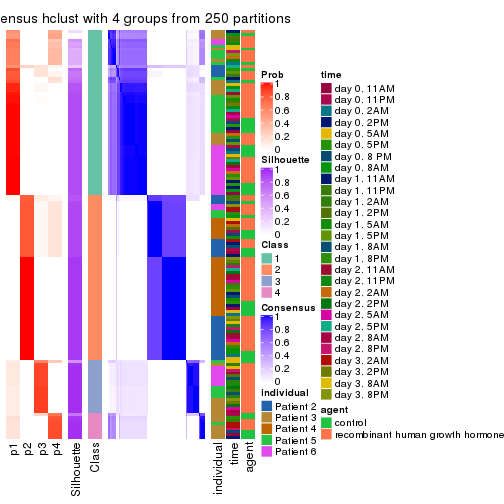 ensus hclust with 4 groups from 250 partitions
Prob
1
0.8
0.6
0.4
0.2
0
Silhouette
1
0.8
0.6
0.4
0.2
0
Class
1
2
3
4
Consensus
1
0.8
0.6
0.4
0.2
0
individual
Patient 2
Patient 3
Patient 4
Patient 5
Patient 6
time
day 0. 11AM
day 0. 11PM
day 0. 2AM
day 0. 2PM
day 0. 5AM
day 0. 5PM
day 0. 8 PM
day 0. 8AM
day 1. 11AM
day 1. 11PM
day 1. 2AM
day 1. 2PM
day 1. 5AM
day 1. 5PM
day 1. 8AM
day 1. 8PM
day 2. 11AM
day 2. 11PM
day 2. 2AM
day 2. 2PM
day 2. 5AM
day 2. 5PM
day 2. 8AM
day 2. 8PM
day 3. 2AM
day 3. 2PM
day 3. 8AM
day 3. 8PM
agent
control
recombinant human growth hormone
p1
p2
p3
p4
Silhouette
Class
individual
time
agent